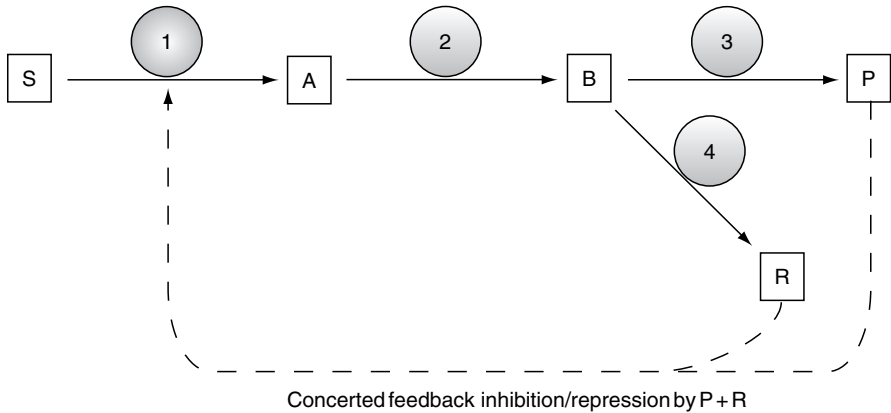 1
2
3
S
A
B
P
4
R
Concerted feedback inhibition/repression by P + R